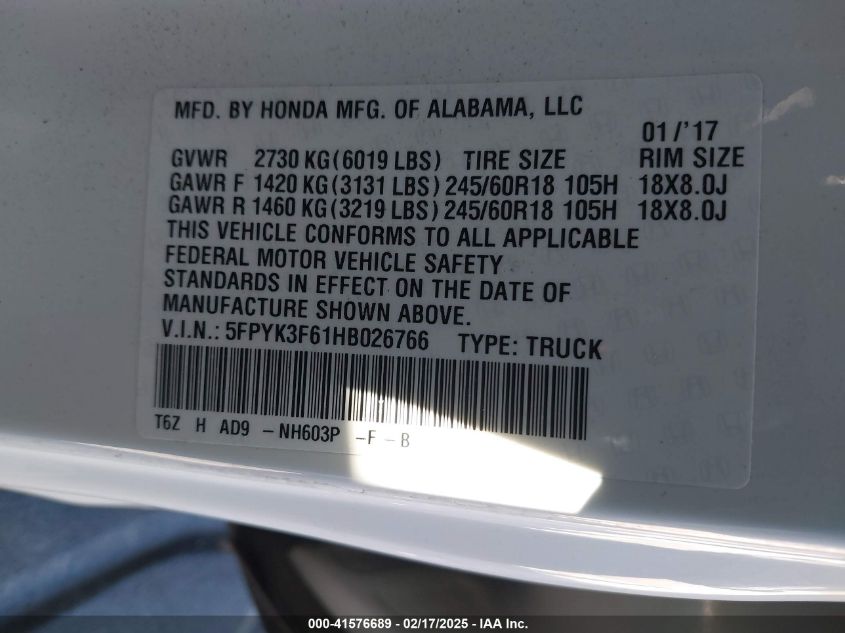 MFD. BY HONDA MFG. OF ALABAMA, LLC
01/'17
GVWR 2730 KG(6019 LBS) TIRE SIZE RIM SIZE
GAWR F 1420 KG(3131 LBS) 245/60R18 105H 18X8.0J
GAWR R 1460 KG(3219 LBS) 245/60R18 105H 18X8.0J
THIS VEHICLE CONFORMS TO ALL APPLICABLE
FEDERAL MOTOR VEHICLE SAFETY
STANDARDS IN EFFECT ON THE DATE OF
MANUFACTURE SHOWN ABOVE.
V.I.N.: 5FPYK3F61HB026766 TYPE: TRUCK
T6Z H AD9 -NH603P -F-B
000-41576689 - 02/17/2025 - IAA Inc.